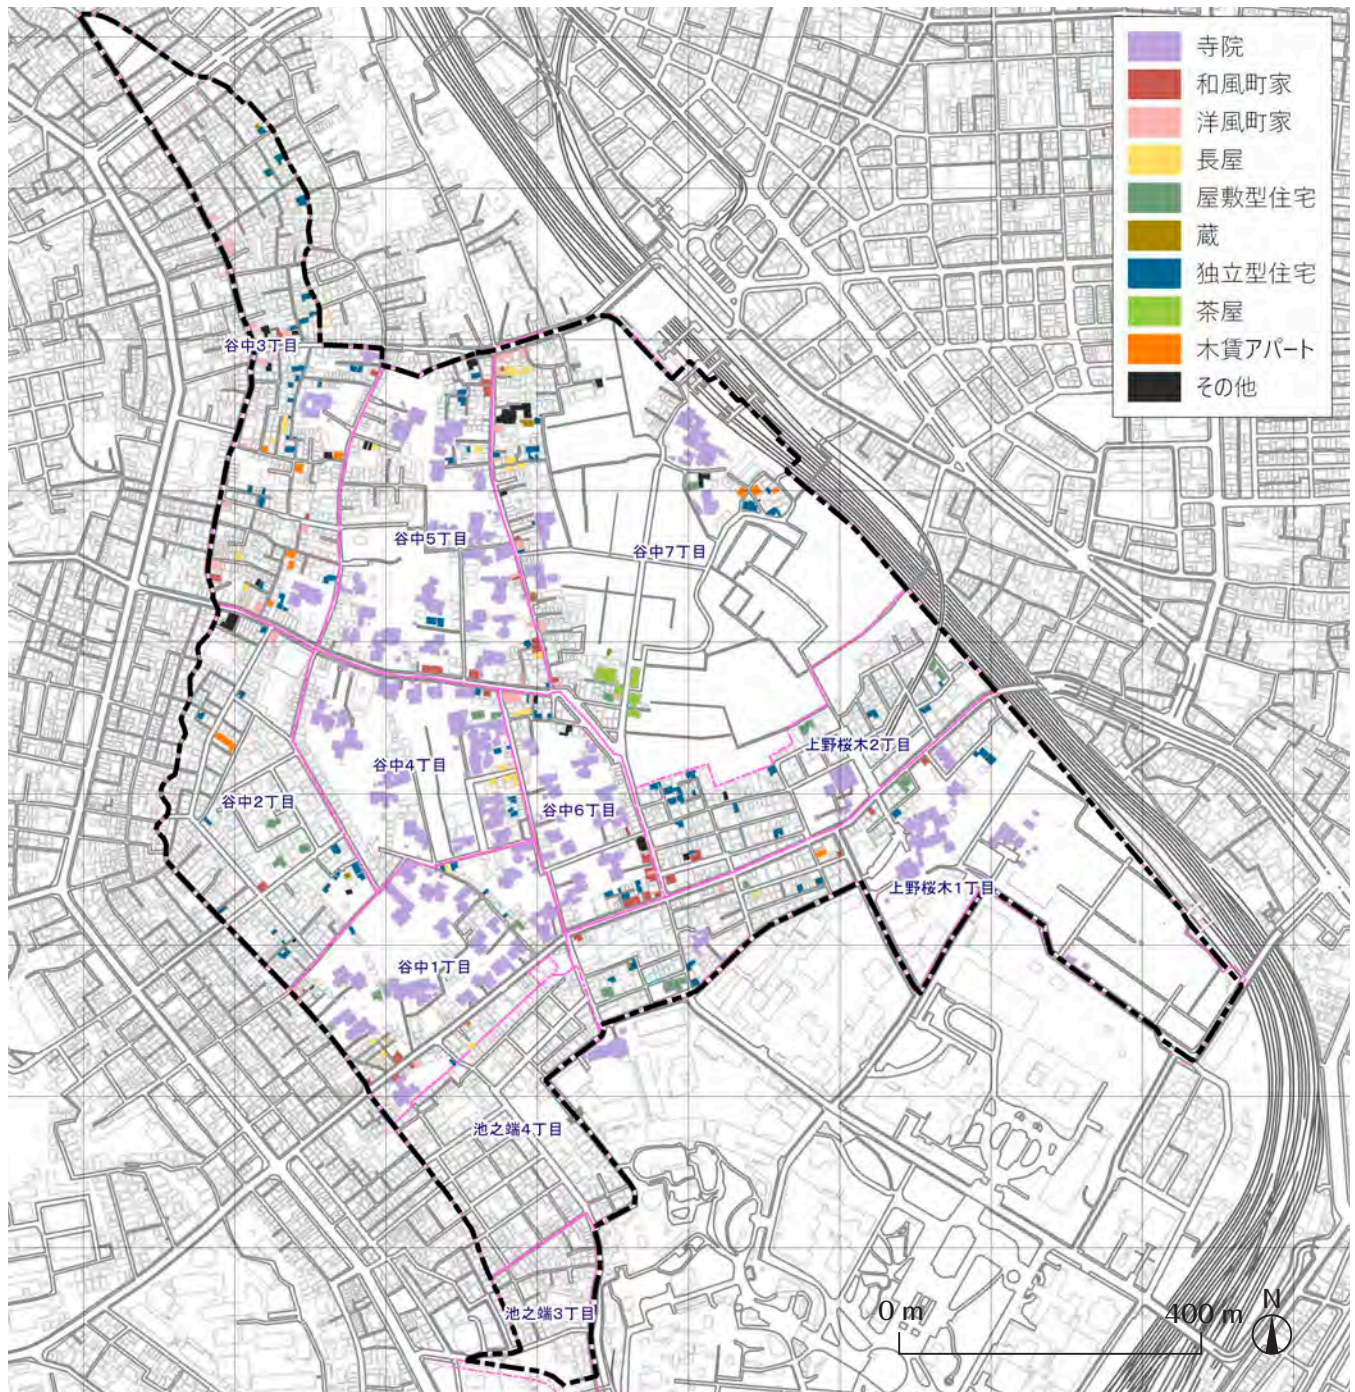 寺院
和風町家
洋風町家
長屋
屋敷型住宅
蔵
独立型住宅
茶屋
木賃アパート
その他
谷中3丁目
谷中5丁目
谷中7丁目
上野桜木2丁目
谷中4丁目
谷中2丁目
谷中6丁目
上野桜木1丁目
谷中1丁目
池之端4丁目
池之端3丁目
0 m
400 m
N